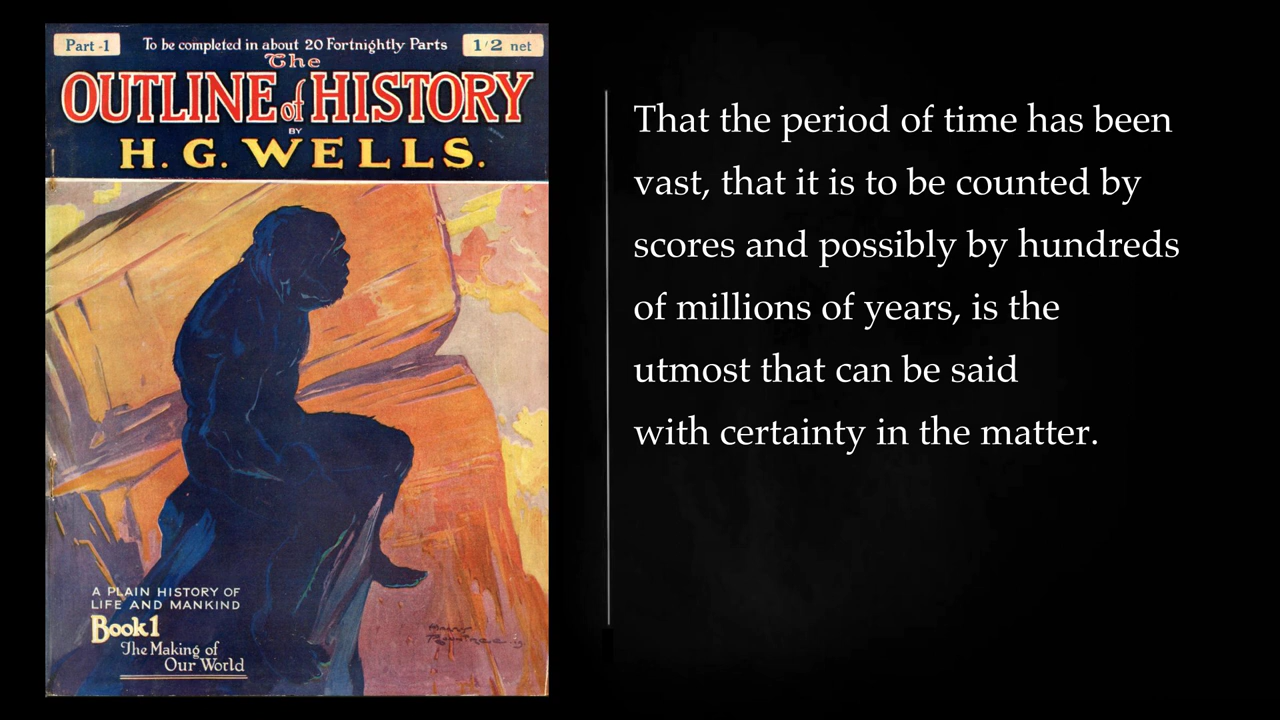 Part -1
To be completed in about 20 Fortnightly Parts
1/2 net
The
OUTLINE of HISTORY
BY
H. G. WELLS.
That the period of time has been
vast, that it is to be counted by
scores and possibly by hundreds
of millions of years, is the
utmost that can be said
with certainty in the matter.
A PLAIN HISTORY OF
LIFE AND MANKIND
Book 1
The Making of
Our World